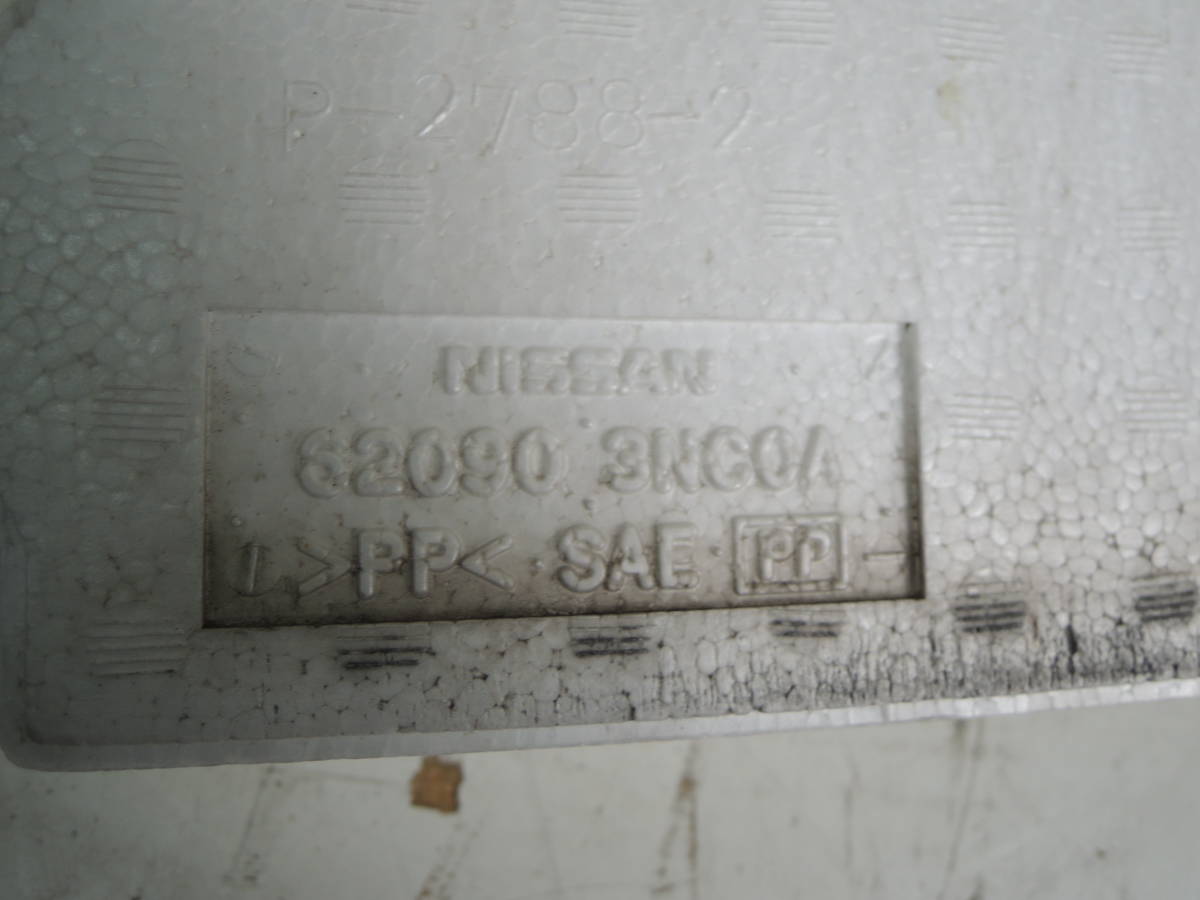 P-2788-2
NISSAN
62090 3NC0A
>PP< SAE PP